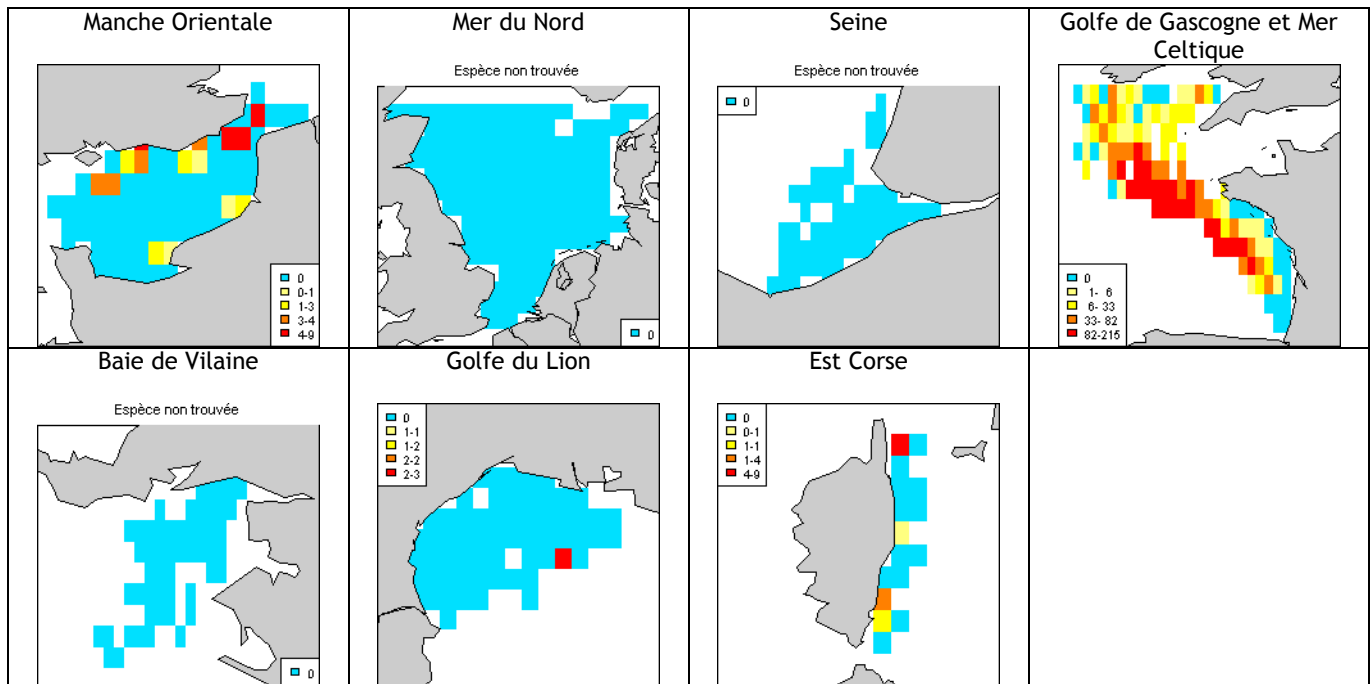 Manche Orientale
0
0-1
1-3
3-4
4-9
Mer du Nord
Espèce non trouvée
0
Seine
Espèce non trouvée
0
Golfe de Gascogne et Mer
Celtique
0
1- 6
6- 33
33- 82
82-215
Baie de Vilaine
Espèce non trouvée
0
Golfe du Lion
0
1-1
1-2
2-2
2-3
Est Corse
0
0-1
1-1
1-4
4-9